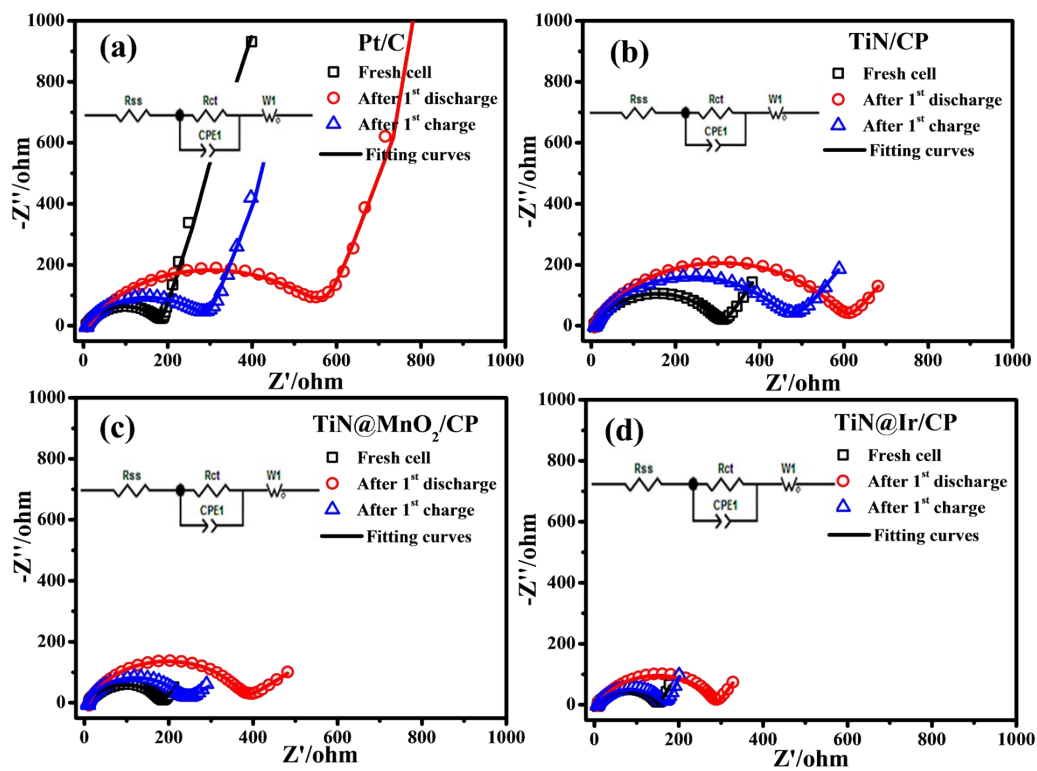 (a)
Pt/C
Fresh cell
After 1st discharge
After 1st charge
Fitting curves
Rss
Rct
W1
CPE1
-Z''/ohm
1000
800
600
400
200
0
0 200 400 600 800 1000
Z'/ohm
(b)
TiN/CP
Fresh cell
After 1st discharge
After 1st charge
Fitting curves
Rss
Rct
W1
CPE1
-Z''/ohm
1000
800
600
400
200
0
0 200 400 600 800 1000
Z'/ohm
(c)
TiN@MnO2/CP
Fresh cell
After 1st discharge
After 1st charge
Fitting curves
Rss
Rct
W1
CPE1
-Z''/ohm
1000
800
600
400
200
0
0 200 400 600 800 1000
Z'/ohm
(d)
TiN@Ir/CP
Fresh cell
After 1st discharge
After 1st charge
Fitting curves
Rss
Rct
W1
CPE1
-Z''/ohm
1000
800
600
400
200
0
0 200 400 600 800 1000
Z'/ohm